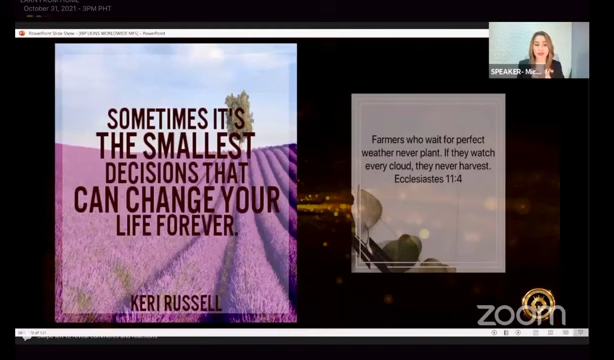 October 31, 2021 - 3PM PHT
SPEAKER- Mic...
SOMETIMES IT'S
THE SMALLEST
DECISIONS THAT
CAN CHANGE YOUR
LIFE FOREVER.
KERI RUSSELL
Farmers who wait for perfect
weather never plant. If they watch
every cloud, they never harvest.
Ecclesiastes 11:4
zoom